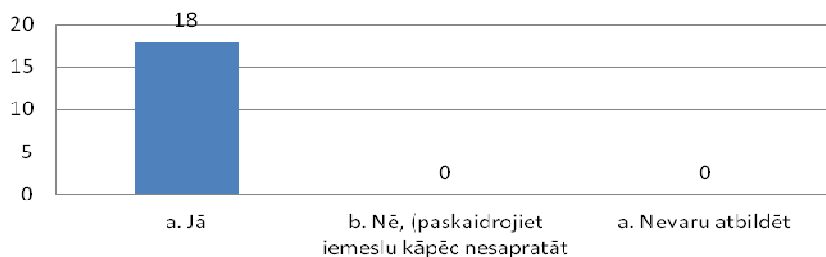 20
18
15
10
5
0
0
0
a. Jā
b. Nē, (paskaidrojiet
iemeslu kāpēc nesapratāt
a. Nevaru atbildēt